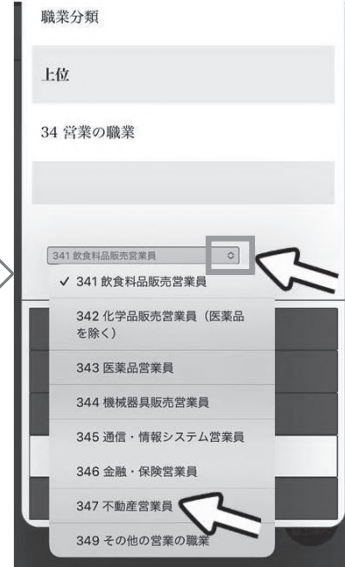 職業分類
上位
34 営業の職業
341 飲食料品販売営業員
✓ 341 飲食料品販売営業員
342 化学品販売営業員（医薬品
を除く）
343 医薬品営業員
344 機械器具販売営業員
345 通信・情報システム営業員
346 金融・保険営業員
347 不動産営業員
349 その他の営業の職業